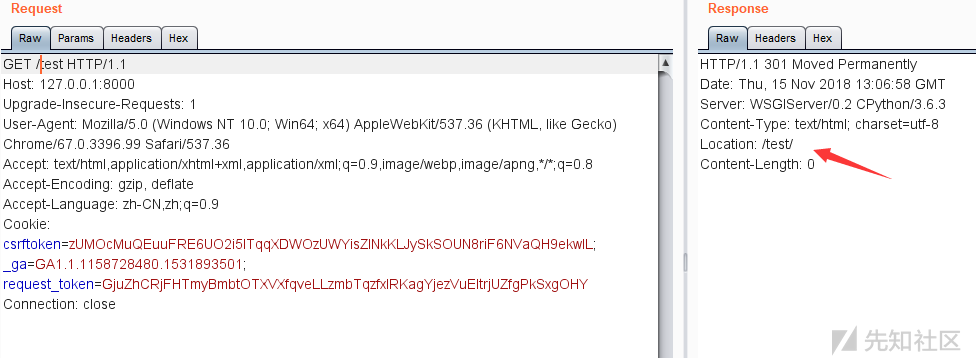 Request
Raw Params Headers Hex
GET /test HTTP/1.1
Host: 127.0.0.1:8000
Upgrade-Insecure-Requests: 1
User-Agent: Mozilla/5.0 (Windows NT 10.0; Win64; x64) AppleWebKit/537.36 (KHTML, like Gecko)
Chrome/67.0.3396.99 Safari/537.36
Accept: text/html,application/xhtml+xml,application/xml;q=0.9,image/webp,image/apng,*/*;q=0.8
Accept-Encoding: gzip, deflate
Accept-Language: zh-CN,zh;q=0.9
Cookie:
csrftoken=
_ga=GA1.1.1158728480.1531893501;
request_token=
Connection: close
Response
Raw Headers Hex
HTTP/1.1 301 Moved Permanently
Date: Thu, 15 Nov 2018 13:06:58 GMT
Server: WSGIServer/0.2 CPython/3.6.3
Content-Type: text/html; charset=utf-8
Location: /test/
Content-Length: 0
先知社区